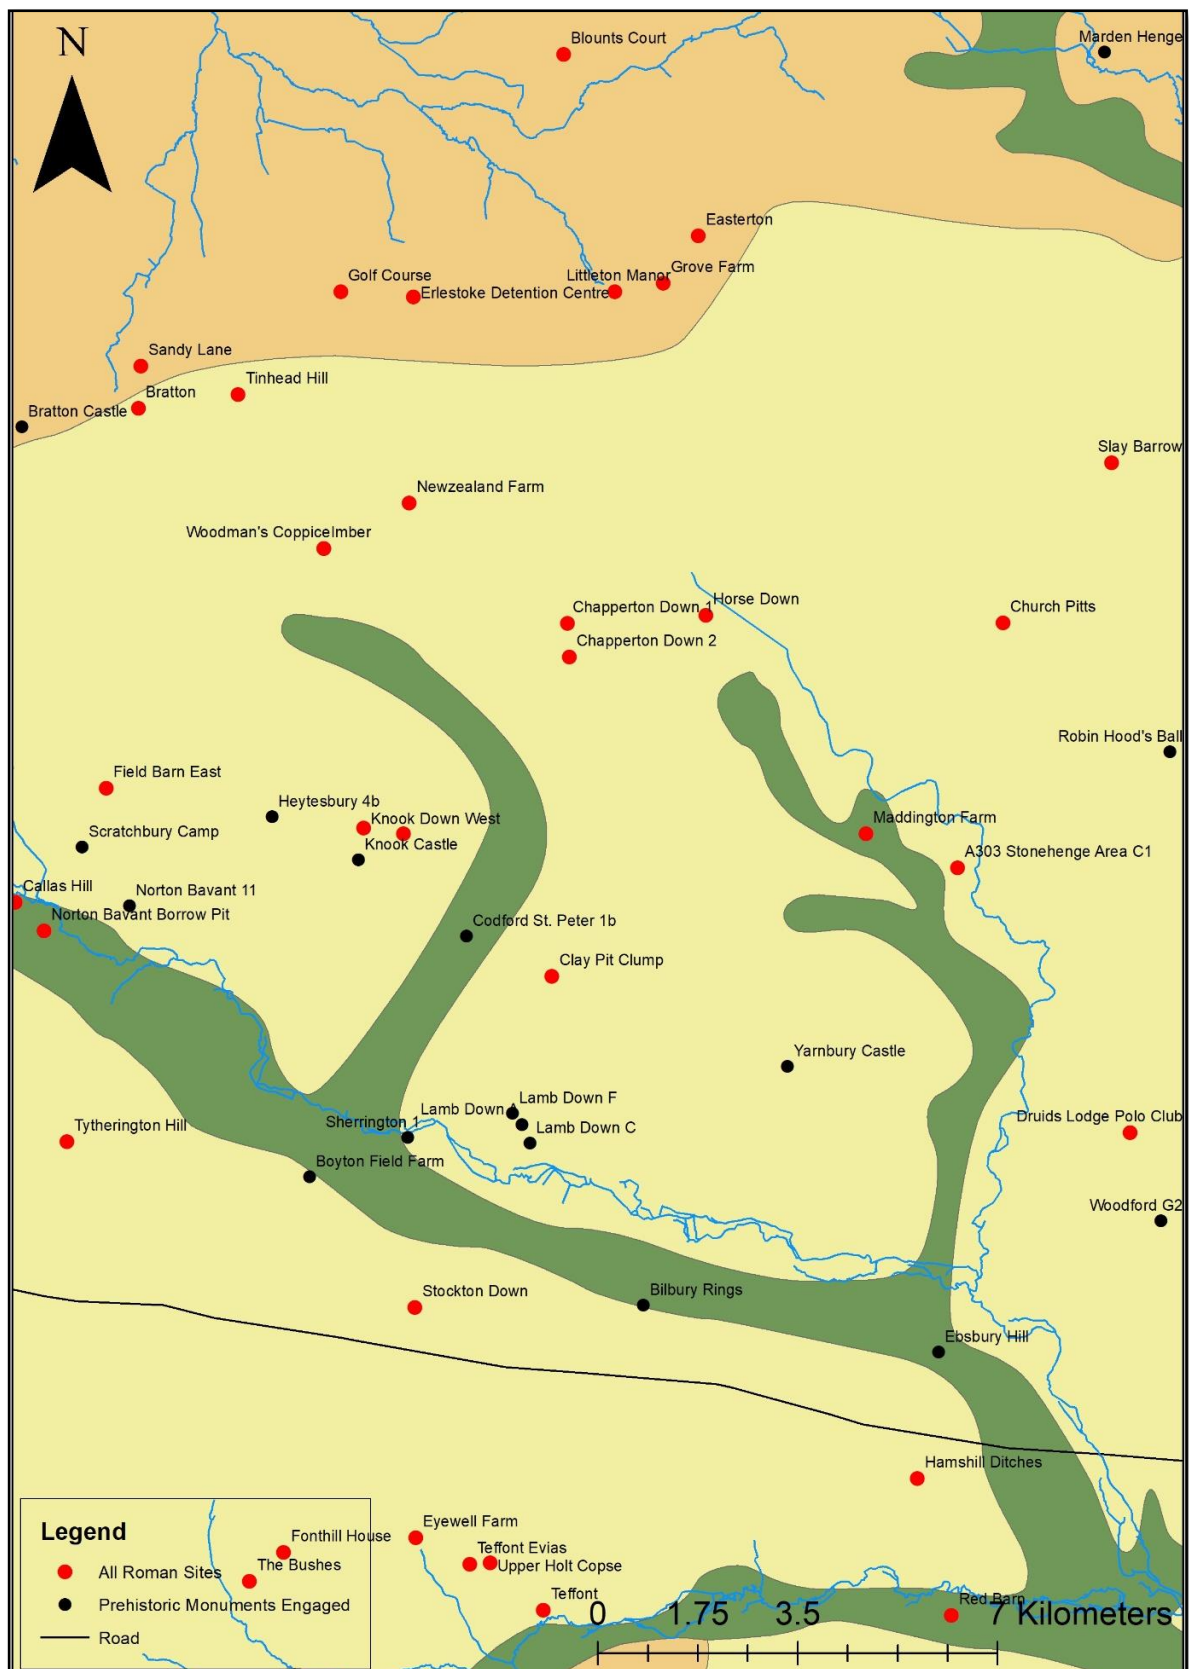 N
Blounts Court
Marden Henge
Easterton
Grove Farm
Golf Course
Littleton Manor
Erlestoke Detention Centre
Sandy Lane
Tinhead Hill
Bratton
Bratton Castle
Slay Barrow
Newzealand Farm
Woodman's Coppice Imber
Chapperton Down 1
Horse Down
Church Pitts
Chapperton Down 2
Robin Hood's Ball
Field Barn East
Heytesbury 4b
Knook Down West
Maddington Farm
Scratchbury Camp
Knook Castle
A303 Stonehenge Area C1
Callas Hill
Norton Bavant 11
Norton Bavant Borrow Pit
Codford St. Peter 1b
Clay Pit Clump
Yarnbury Castle
Lamb Down F
Lamb Down A
Sherrington 1
Lamb Down C
Tytherington Hill
Druids Lodge Polo Club
Boyton Field Farm
Woodford G2
Stockton Down
Bilbury Rings
Ebsbury Hill
Hamshill Ditches
Eyewell Farm
Fonthill House
Teffont Evias
The Bushes
Upper Holt Copse
Teffont
Red Barn
Legend
All Roman Sites
Prehistoric Monuments Engaged
Road
0 1.75 3.5 7 Kilometers